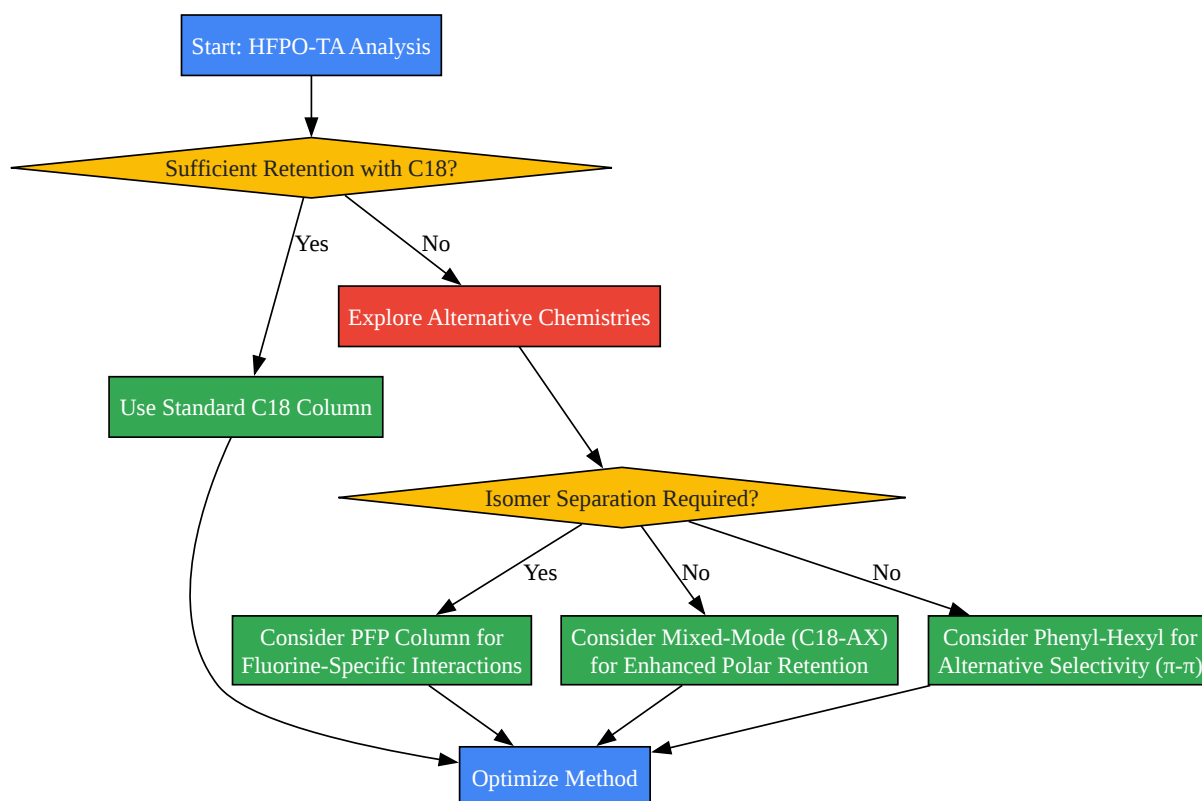 Start: HFPO-TA Analysis
Sufficient Retention with C18?
Yes
No
Explore Alternative Chemistries
Use Standard C18 Column
Isomer Separation Required?
Yes
No
No
Consider PFP Column for
Fluorine-Specific Interactions
Consider Mixed-Mode (C18-AX)
for Enhanced Polar Retention
Consider Phenyl-Hexyl for
Alternative Selectivity (π-π)
Optimize Method